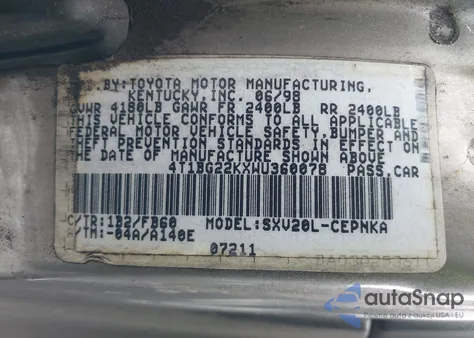 MFD.BY:TOYOTA MOTOR MANUFACTURING,
KENTUCKY,INC. 06/98
GVWR 4180LB GAWR FR 2400LB RR 2400LB
THIS VEHICLE CONFORMS TO ALL APPLICABLE
FEDERAL MOTOR VEHICLE SAFETY, BUMPER AND
THEFT PREVENTION STANDARDS IN EFFECT ON
THE DATE OF MANUFACTURE SHOWN ABOVE
4T1BG22KXWU360078 PASS.CAR
C/TR:1B2/FB60 MODEL:SXV20L-CEPNKA
A/TM:-04A/A140E
07211
autoSnap